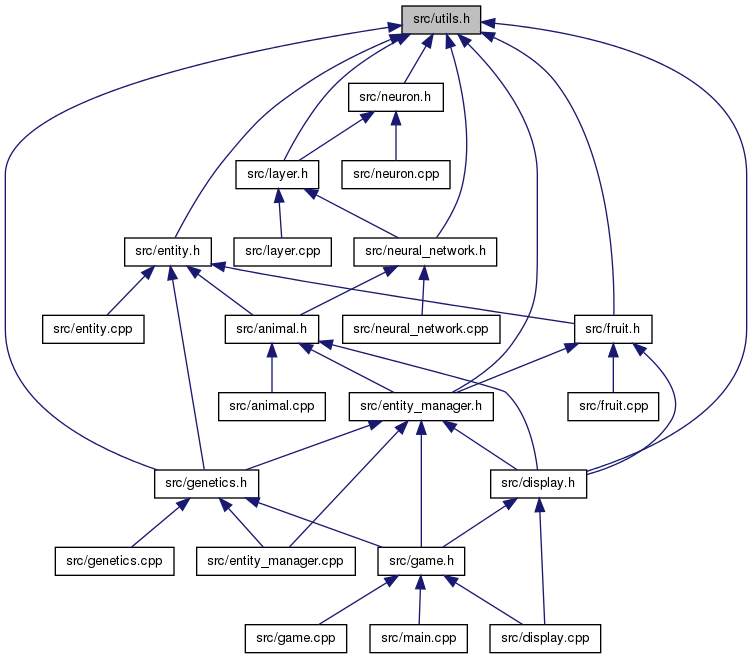 src/utils.h
src/neuron.h
src/layer.h
src/neuron.cpp
src/entity.h
src/layer.cpp
src/neural_network.h
src/entity.cpp
src/animal.h
src/neural_network.cpp
src/fruit.h
src/animal.cpp
src/entity_manager.h
src/fruit.cpp
src/genetics.h
src/display.h
src/genetics.cpp
src/entity_manager.cpp
src/game.h
src/game.cpp
src/main.cpp
src/display.cpp